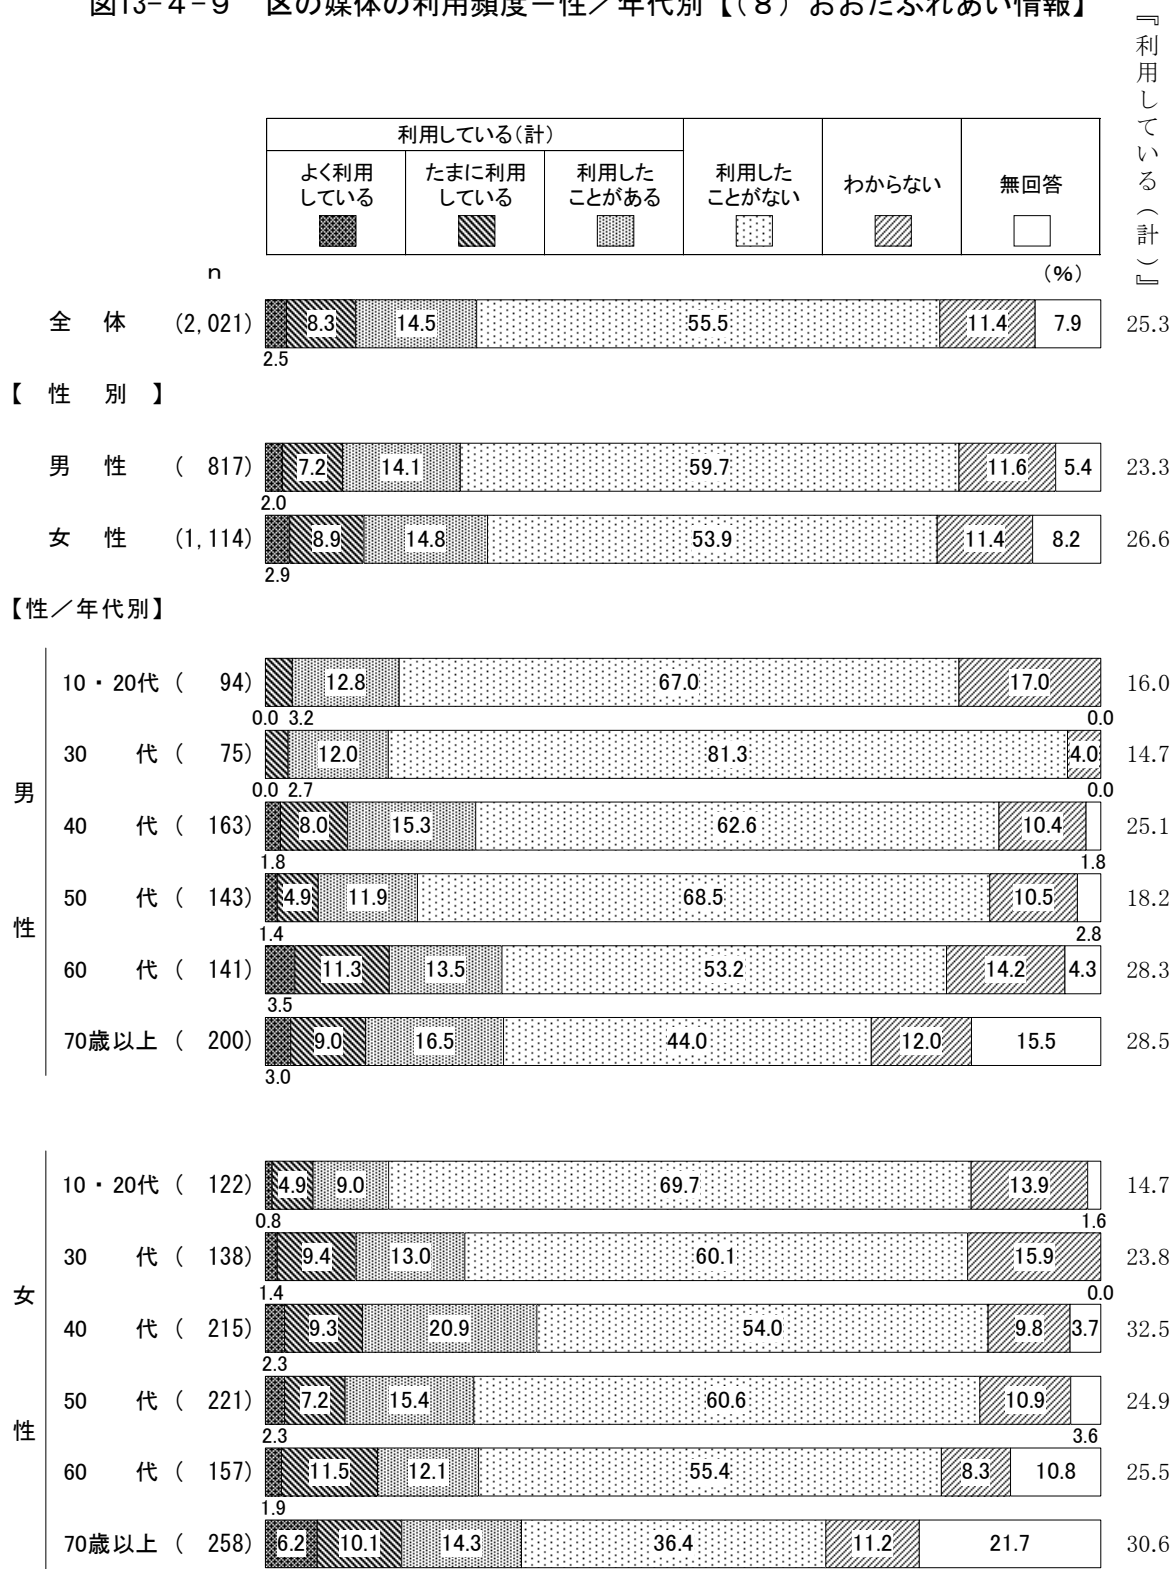 図13-4-9 区の媒体の利用頻度－性／年代別【(8) おおたふれあい情報】
『利用している（計）』
利用している(計)
よく利用
している
たまに利用
している
利用した
ことがある
利用した
ことがない
わからない
無回答
n (%)
全体 (2,021) 8.3 14.5 55.5 11.4 7.9 25.3
2.5
【 性 別 】
男性 ( 817) 7.2 14.1 59.7 11.6 5.4 23.3
2.0
女性 (1,114) 8.9 14.8 53.9 11.4 8.2 26.6
2.9
【性／年代別】
男性
10・20代 ( 94) 12.8 67.0 17.0 16.0
0.0 3.2 0.0
30代 ( 75) 12.0 81.3 4.0 14.7
0.0 2.7 0.0
40代 ( 163) 8.0 15.3 62.6 10.4 25.1
1.8 1.8
50代 ( 143) 4.9 11.9 68.5 10.5 18.2
1.4 2.8
60代 ( 141) 11.3 13.5 53.2 14.2 4.3 28.3
3.5
70歳以上 ( 200) 9.0 16.5 44.0 12.0 15.5 28.5
3.0
女性
10・20代 ( 122) 4.9 9.0 69.7 13.9 14.7
0.8 1.6
30代 ( 138) 9.4 13.0 60.1 15.9 23.8
1.4 0.0
40代 ( 215) 9.3 20.9 54.0 9.8 3.7 32.5
2.3
50代 ( 221) 7.2 15.4 60.6 10.9 24.9
2.3 3.6
60代 ( 157) 11.5 12.1 55.4 8.3 10.8 25.5
1.9
70歳以上 ( 258) 6.2 10.1 14.3 36.4 11.2 21.7 30.6